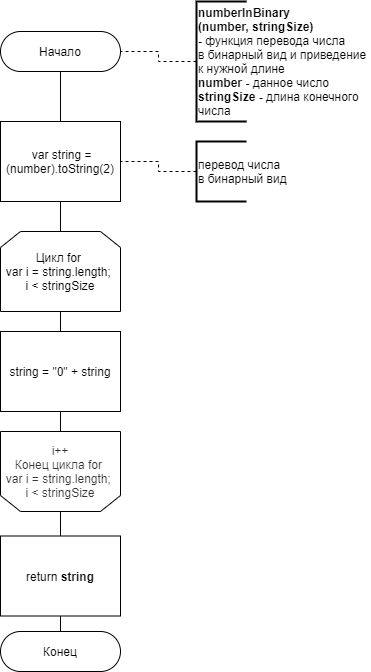 numberInBinary
(number, stringSize)
- функция перевода числа
в бинарный вид и приведение
к нужной длине
number - данное число
stringSize - длина конечного
числа
Начало
var string =
(number).toString(2)
перевод числа
в бинарный вид
Цикл for
var i = string.length;
i < stringSize
string = "0" + string
i++
Конец цикла for
var i = string.length;
i < stringSize
return string
Конец